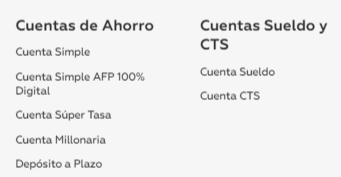 Cuentas de Ahorro
Cuenta Simple
Cuenta Simple AFP 100%
Digital
Cuenta Súper Tasa
Cuenta Millonaria
Depósito a Plazo
Cuentas Sueldo y
CTS
Cuenta Sueldo
Cuenta CTS